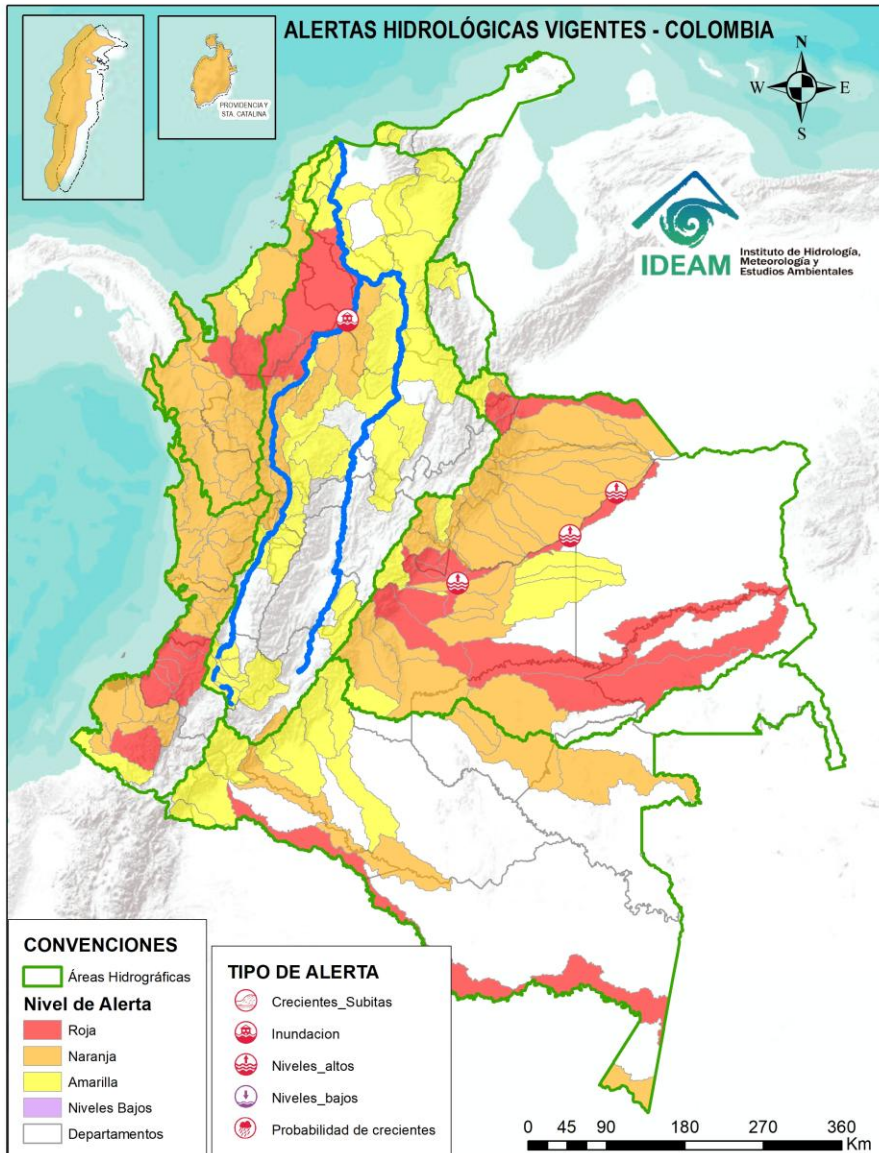 ALERTAS HIDROLÓGICAS VIGENTES - COLOMBIA
PROVIDENCIA Y
STA. CATALINA
N
W
E
S
IDEAM
Instituto de Hidrología,
Meteorología y
Estudios Ambientales
CONVENCIONES
Áreas Hidrográficas
Nivel de Alerta
Roja
Naranja
Amarilla
Niveles Bajos
Departamentos
TIPO DE ALERTA
Crecientes_Subitas
Inundacion
Niveles_altos
Niveles_bajos
Probabilidad de crecientes
0 45 90 180 270 360
Km